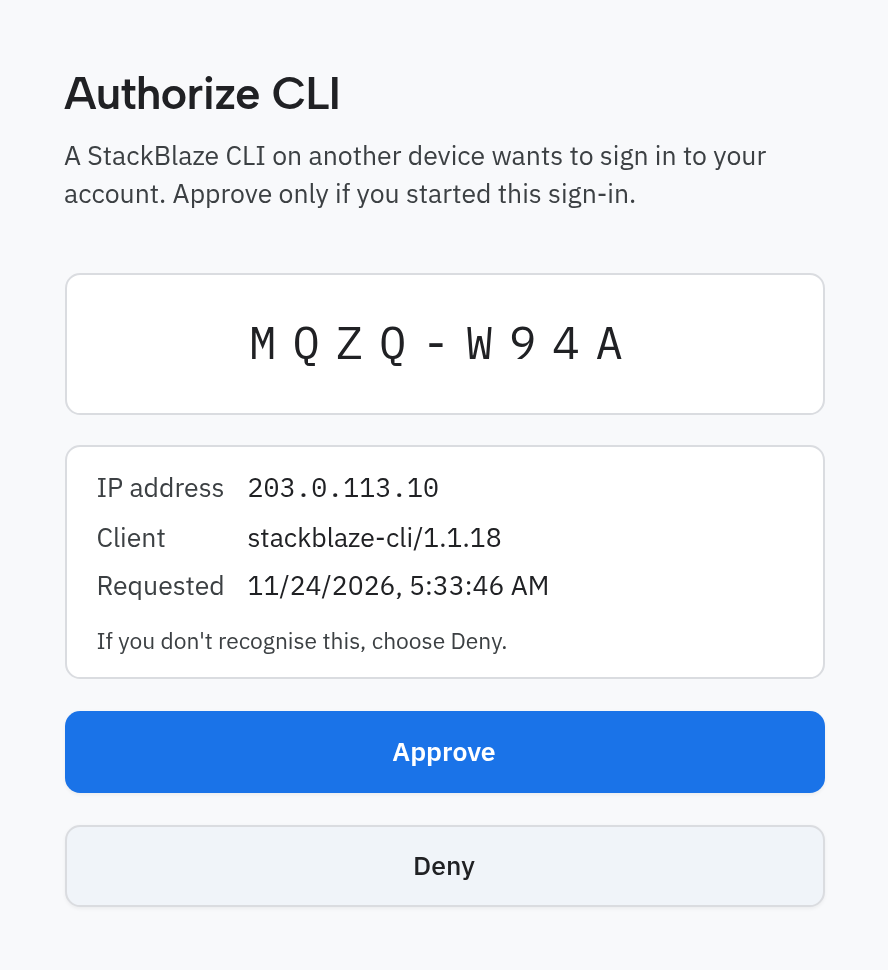 Authorize CLI
A StackBlaze CLI on another device wants to sign in to your
account. Approve only if you started this sign-in.
MQZQ-W94A
IP address 203.0.113.10
Client stackblaze-cli/1.1.18
Requested 11/24/2026, 5:33:46 AM
If you don't recognise this, choose Deny.
Approve
Deny